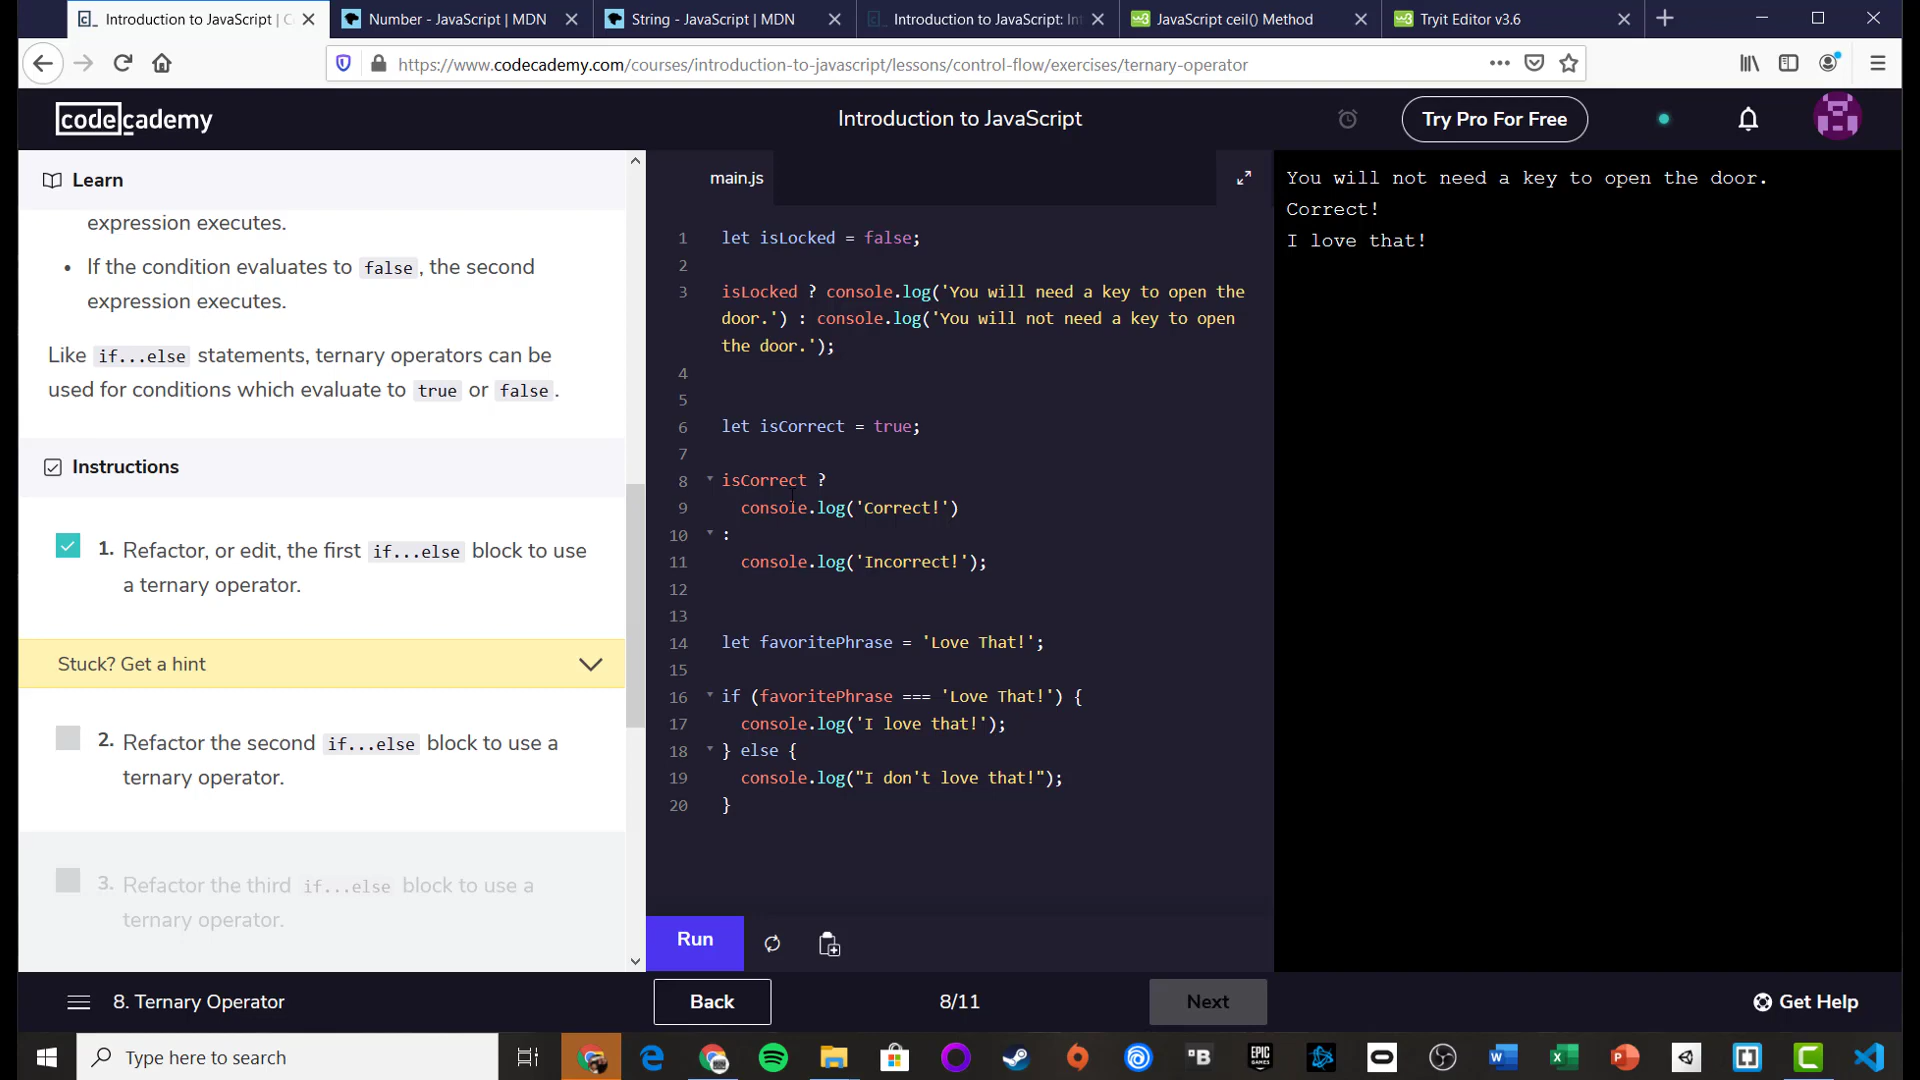 Introduction to JavaScript | C
Number - JavaScript | MDN
String - JavaScript | MDN
Introduction to JavaScript: In
JavaScript ceil() Method
Tryit Editor v3.6
https://www.codecademy.com/courses/introduction-to-javascript/lessons/control-flow/exercises/ternary-operator
codecademy
Introduction to JavaScript
Try Pro For Free
Learn
expression executes.
• If the condition evaluates to false, the second
expression executes.
Like if...else statements, ternary operators can be
used for conditions which evaluate to true or false.
Instructions
1. Refactor, or edit, the first if...else block to use
a ternary operator.
Stuck? Get a hint
2. Refactor the second if...else block to use a
ternary operator.
3. Refactor the third if...else block to use a
ternary operator.
main.js
1 let isLocked = false;
2
3 isLocked ? console.log('You will need a key to open the
door.') : console.log('You will not need a key to open
the door.');
4
5
6 let isCorrect = true;
7
8 isCorrect ?
9 console.log('Correct!')
10 :
11 console.log('Incorrect!');
12
13
14 let favoritePhrase = 'Love That!';
15
16 if (favoritePhrase === 'Love That!') {
17 console.log('I love that!');
18 } else {
19 console.log("I don't love that!");
20 }
Run
You will not need a key to open the door.
Correct!
I love that!
8. Ternary Operator
Back
8/11
Next
Get Help
Type here to search
B
EPIC
GAMES